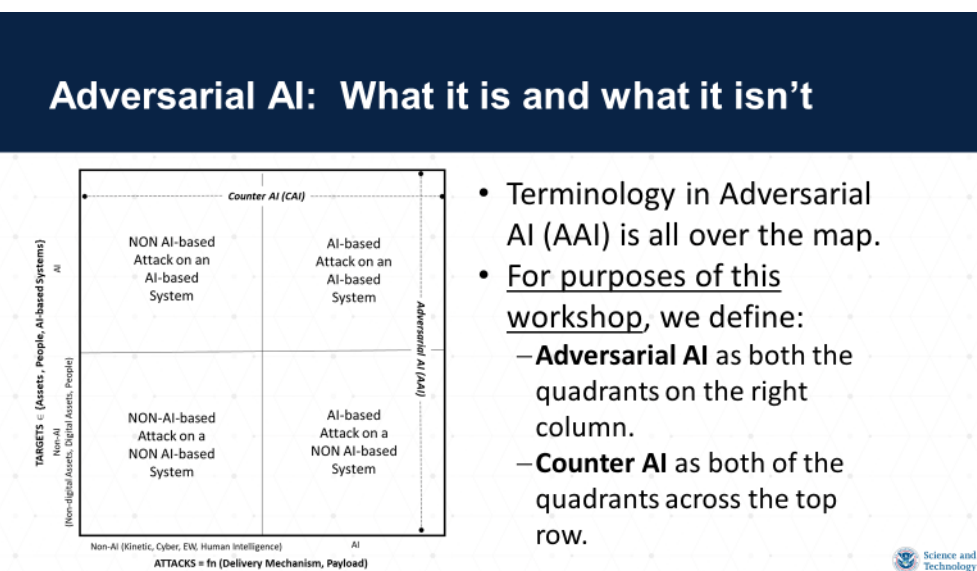 Adversarial AI:  What it is and what it isn't
Counter AI (CAI)
NON AI-based
Attack on an
AI-based
System
AI-based
Attack on an
AI-based
System
Adversarial AI (AAI)
NON-AI-based
Attack on a
NON AI-based
System
AI-based
Attack on a
NON AI-based
System
TARGETS ∈ {Assets , People, AI-based Systems}
AI
Non-AI
(Non-digital Assets, Digital Assets, People)
Non-AI (Kinetic, Cyber, EW, Human Intelligence)
AI
ATTACKS = fn (Delivery Mechanism, Payload)
• Terminology in Adversarial
AI (AAI) is all over the map.
• For purposes of this
workshop, we define:
–Adversarial AI as both the
quadrants on the right
column.
–Counter AI as both of the
quadrants across the top
row.
Science and
Technology